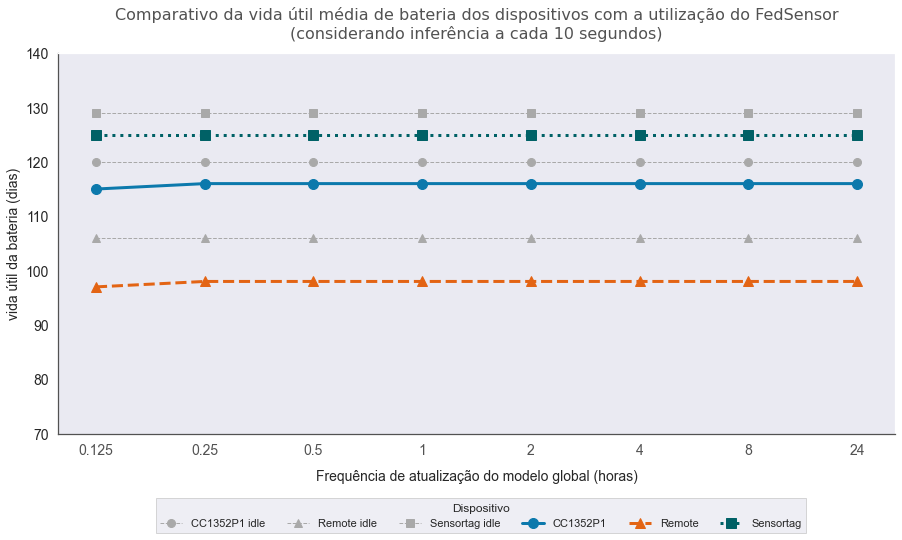 Comparativo da vida útil média de bateria dos dispositivos com a utilização do FedSensor
(considerando inferência a cada 10 segundos)
140
130
120
110
100
90
80
70
vida útil da bateria (dias)
0.125 0.25 0.5 1 2 4 8 24
Frequência de atualização do modelo global (horas)
Dispositivo
CC1352P1 idle Remote idle Sensortag idle CC1352P1 Remote Sensortag